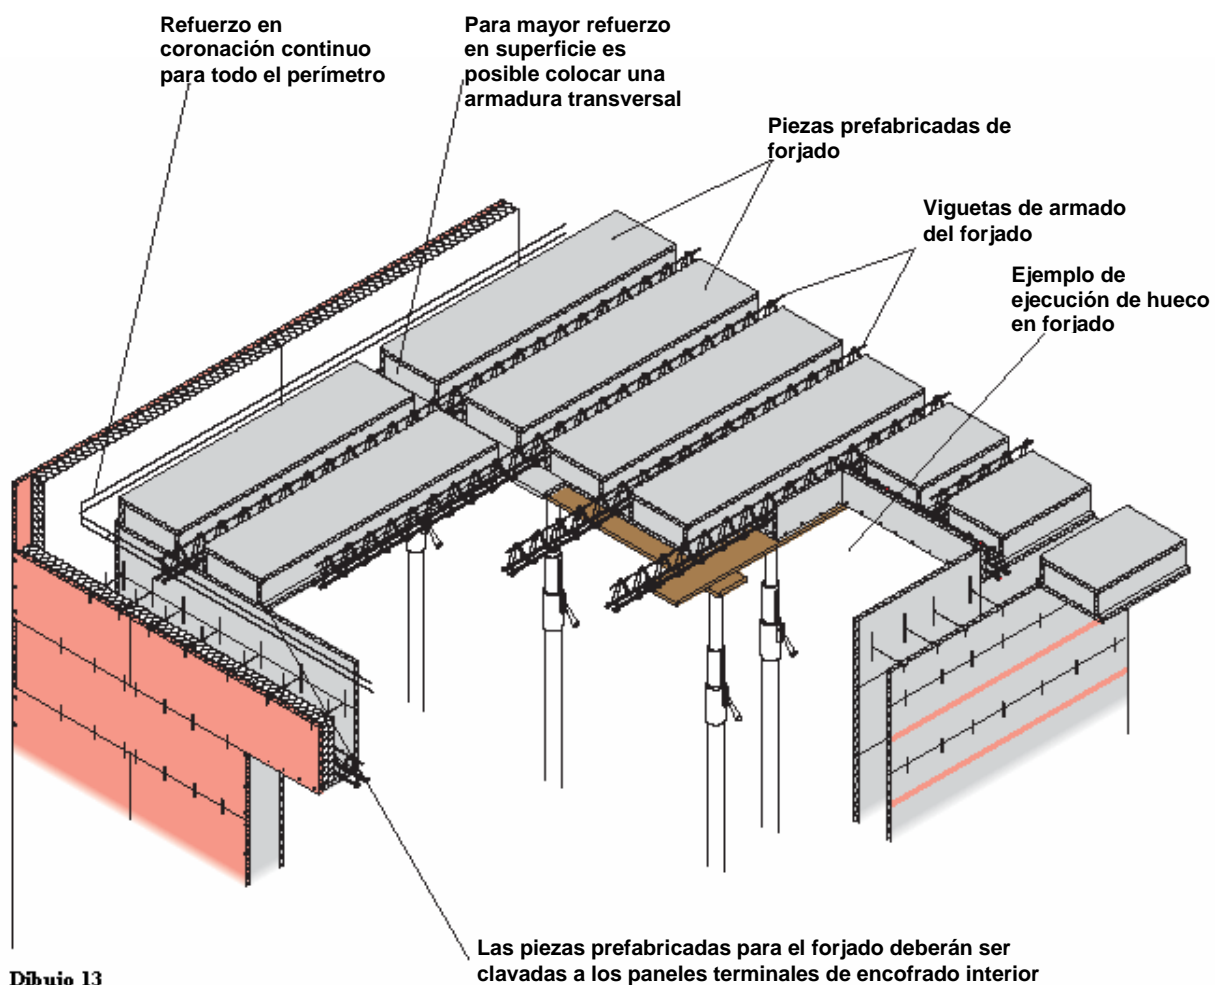 Refuerzo en
coronación continuo
para todo el perímetro
Para mayor refuerzo
en superficie es
posible colocar una
armadura transversal
Piezas prefabricadas de
forjado
Viguetas de armado
del forjado
Ejemplo de
ejecución de hueco
en forjado
Las piezas prefabricadas para el forjado deberán ser
clavadas a los paneles terminales de encofrado interior
Dibujo 13